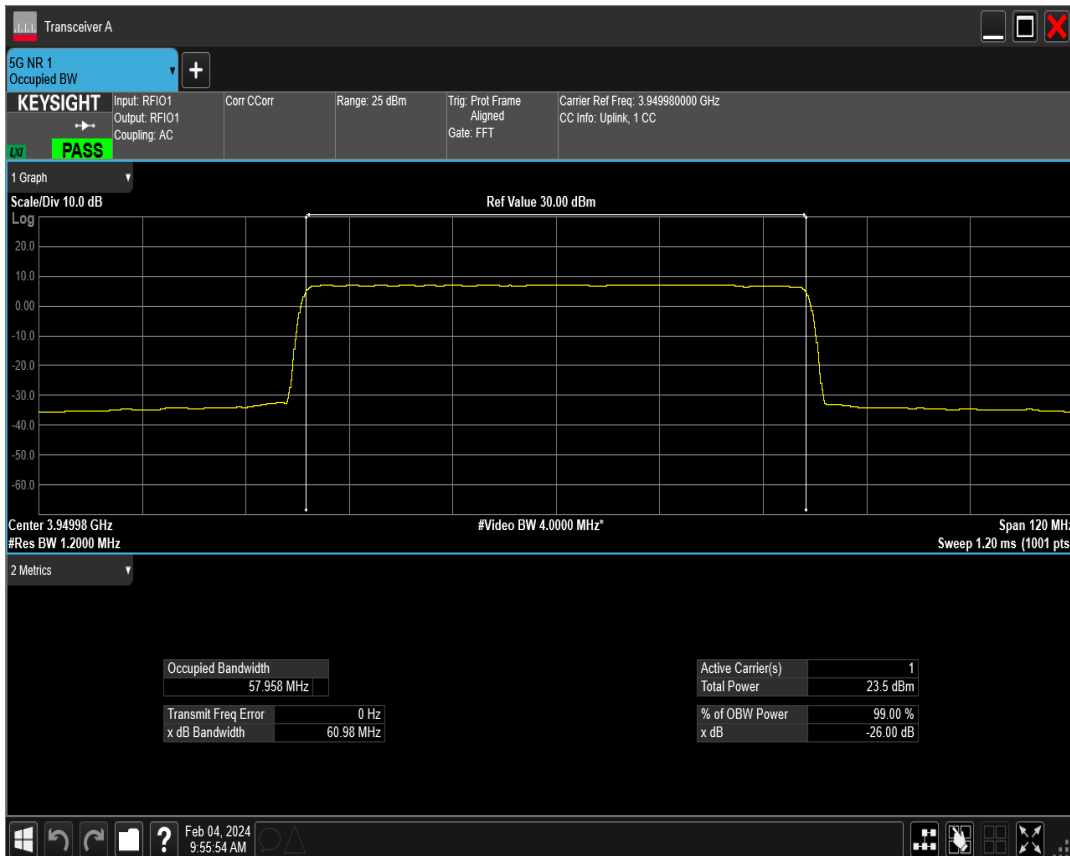 Transceiver A
5G NR 1
Occupied BW
+
KEYSIGHT
LXI
PASS
Input: RFIO1
Output: RFIO1
Coupling: AC
Corr CCorr
Range: 25 dBm
Trig: Prot Frame
Aligned
Gate: FFT
Carrier Ref Freq: 3.949980000 GHz
CC Info: Uplink, 1 CC
1 Graph
Scale/Div 10.0 dB
Ref Value 30.00 dBm
Log
20.0
10.0
0.00
-10.0
-20.0
-30.0
-40.0
-50.0
-60.0
Center 3.94998 GHz
#Video BW 4.0000 MHz*
Span 120 MHz
#Res BW 1.2000 MHz
Sweep 1.20 ms (1001 pts
2 Metrics
Occupied Bandwidth
57.958 MHz
Transmit Freq Error 0 Hz
x dB Bandwidth 60.98 MHz
Active Carrier(s) 1
Total Power 23.5 dBm
% of OBW Power 99.00 %
x dB -26.00 dB
?
Feb 04, 2024
9:55:54 AM